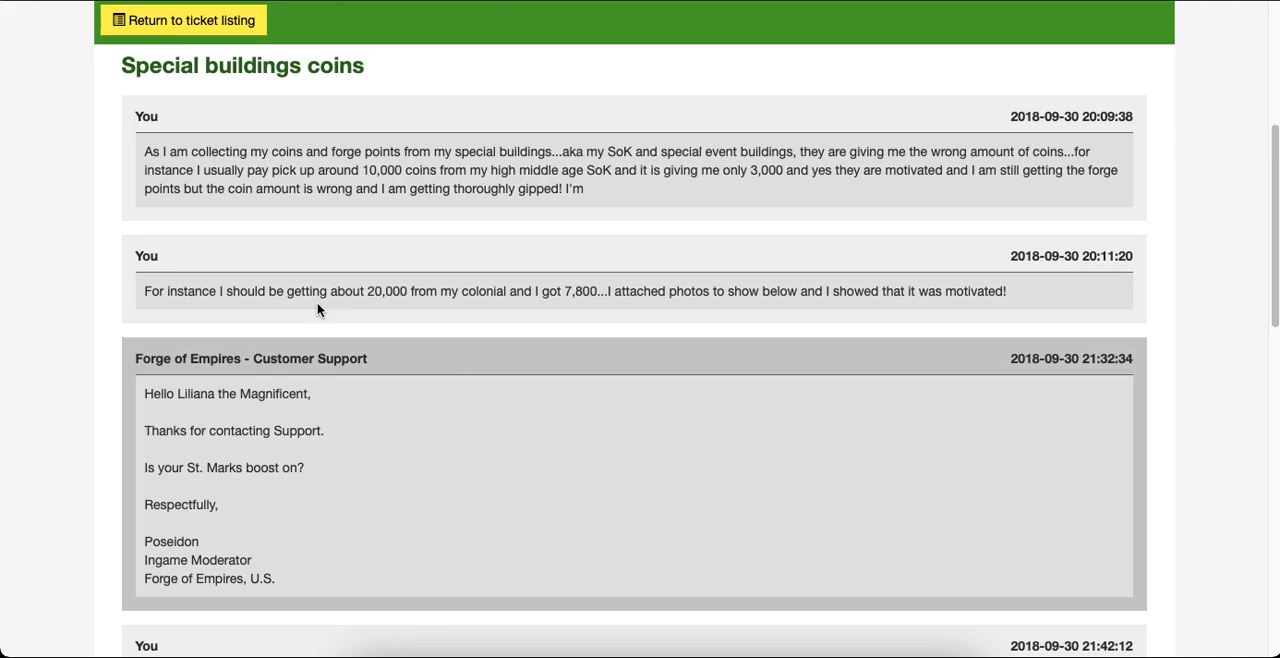 Return to ticket listing
Special buildings coins
You 2018-09-30 20:09:38
As I am collecting my coins and forge points from my special buildings...aka my SoK and special event buildings, they are giving me the wrong amount of coins...for
instance I usually pay pick up around 10,000 coins from my high middle age SoK and it is giving me only 3,000 and yes they are motivated and I am still getting the forge
points but the coin amount is wrong and I am getting thoroughly gipped! I'm
You 2018-09-30 20:11:20
For instance I should be getting about 20,000 from my colonial and I got 7,800...I attached photos to show below and I showed that it was motivated!
Forge of Empires - Customer Support 2018-09-30 21:32:34
Hello Liliana the Magnificent,
Thanks for contacting Support.
Is your St. Marks boost on?
Respectfully,
Poseidon
Ingame Moderator
Forge of Empires, U.S.
You 2018-09-30 21:42:12